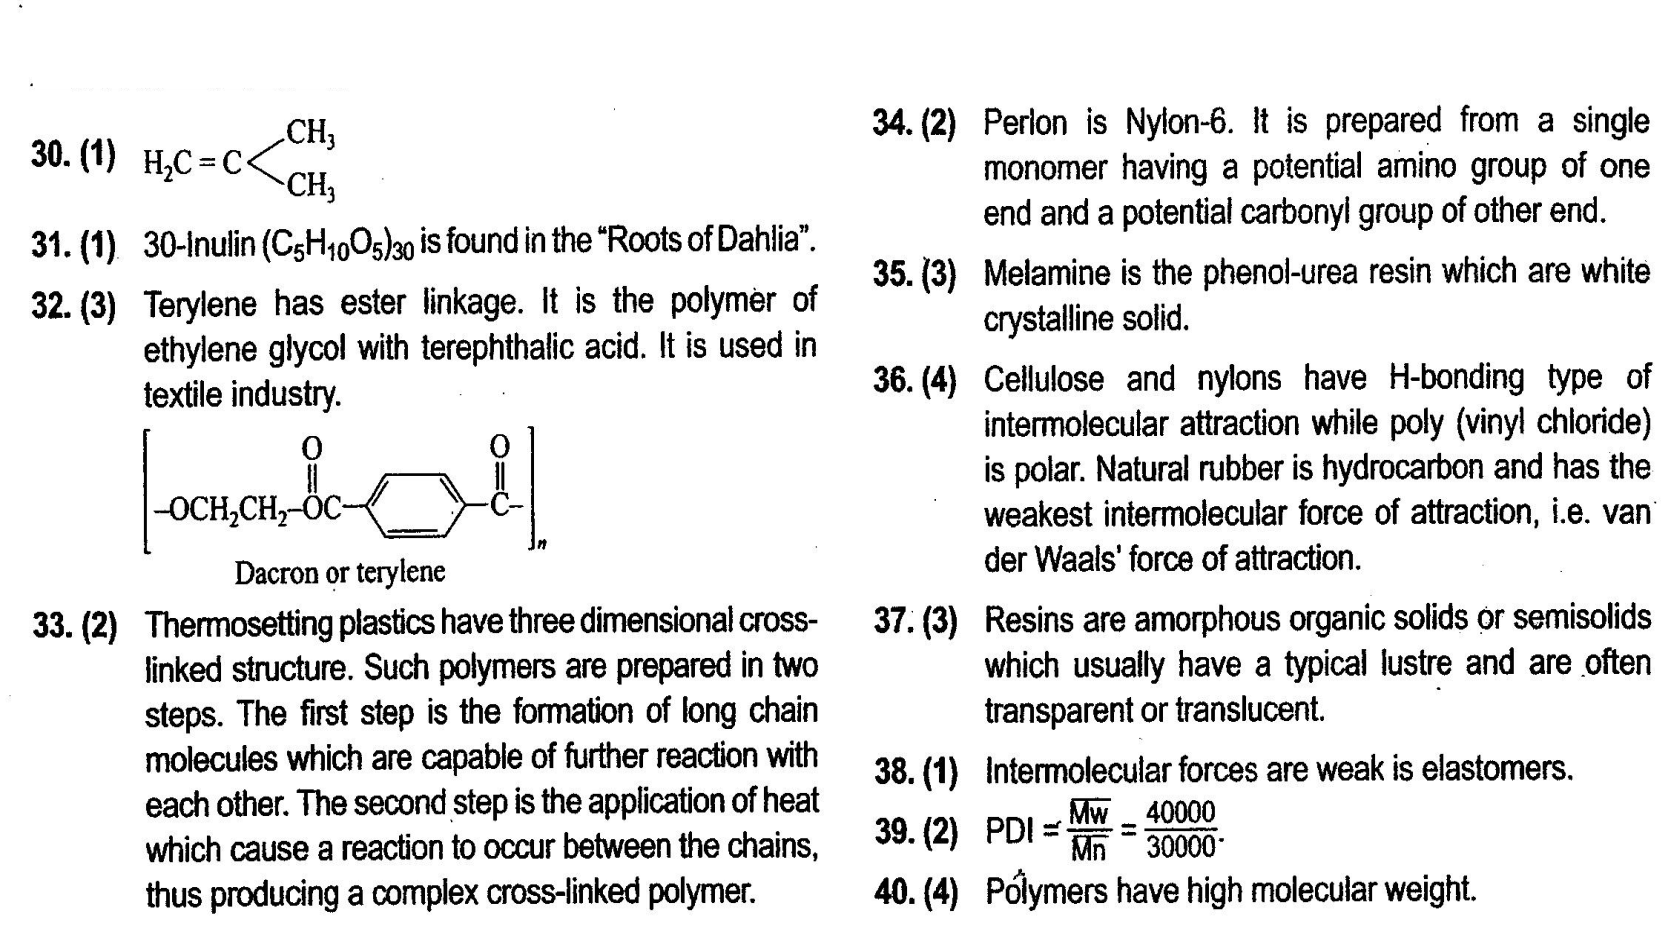 30. (1) H₂C = C
CH₃
CH₃
31. (1) 30-Inulin (C₅H₁₀O₅)₃₀ is found in the “Roots of Dahlia”.
32. (3) Terylene has ester linkage. It is the polymer of
ethylene glycol with terephthalic acid. It is used in
textile industry.
O O
–OCH₂CH₂–OC– –C– n
Dacron or terylene
33. (2) Thermosetting plastics have three dimensional cross-
linked structure. Such polymers are prepared in two
steps. The first step is the formation of long chain
molecules which are capable of further reaction with
each other. The second step is the application of heat
which cause a reaction to occur between the chains,
thus producing a complex cross-linked polymer.
34. (2) Perlon is Nylon-6. It is prepared from a single
monomer having a potential amino group of one
end and a potential carbonyl group of other end.
35. (3) Melamine is the phenol-urea resin which are white
crystalline solid.
36. (4) Cellulose and nylons have H-bonding type of
intermolecular attraction while poly (vinyl chloride)
is polar. Natural rubber is hydrocarbon and has the
weakest intermolecular force of attraction, i.e. van
der Waals' force of attraction.
37. (3) Resins are amorphous organic solids or semisolids
which usually have a typical lustre and are often
transparent or translucent.
38. (1) Intermolecular forces are weak is elastomers.
39. (2) PDI = Mw/Mn = 40000/30000.
40. (4) Polymers have high molecular weight.